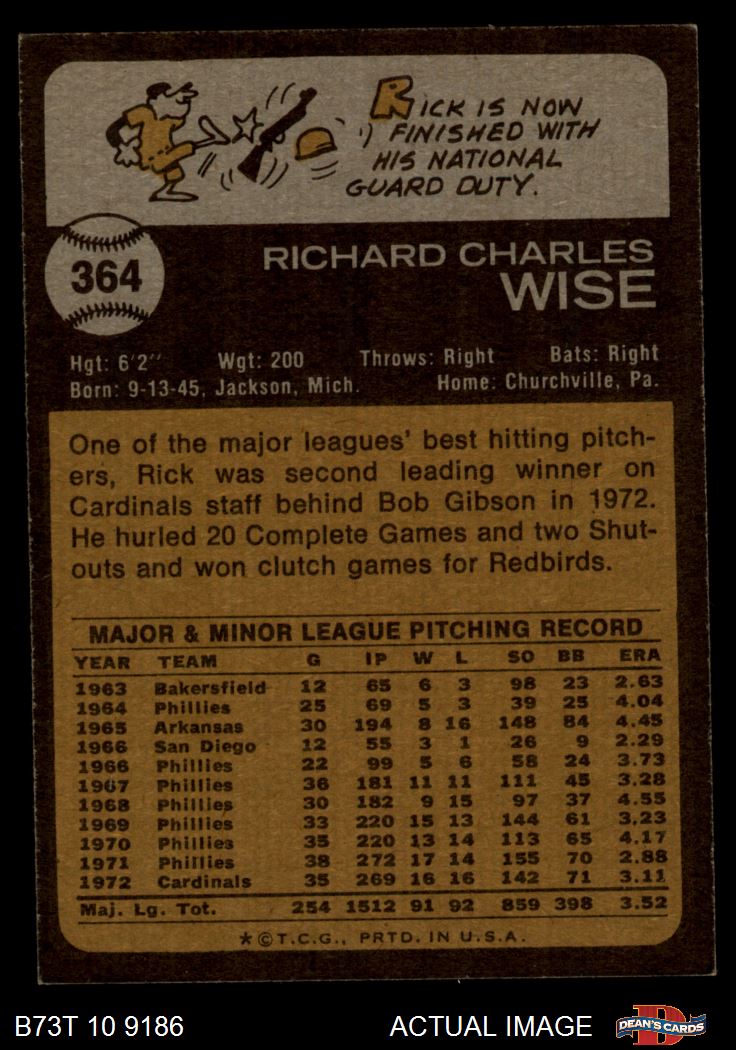 RICK IS NOW
FINISHED WITH
HIS NATIONAL
GUARD DUTY.
364
RICHARD CHARLES
WISE
Hgt: 6'2" Wgt: 200 Throws: Right Bats: Right
Born: 9-13-45, Jackson, Mich. Home: Churchville, Pa.
One of the major leagues' best hitting pitch-
ers, Rick was second leading winner on
Cardinals staff behind Bob Gibson in 1972.
He hurled 20 Complete Games and two Shut-
outs and won clutch games for Redbirds.
MAJOR & MINOR LEAGUE PITCHING RECORD
YEAR TEAM G IP W L SO BB ERA
1963 Bakersfield 12 65 6 3 98 23 2.63
1964 Phillies 25 69 5 3 39 25 4.04
1965 Arkansas 30 194 8 16 148 84 4.45
1966 San Diego 12 55 3 1 26 9 2.29
1966 Phillies 22 99 5 6 58 24 3.73
1967 Phillies 36 181 11 11 111 45 3.28
1968 Phillies 30 182 9 15 97 37 4.55
1969 Phillies 33 220 15 13 144 61 3.23
1970 Phillies 35 220 13 14 113 65 4.17
1971 Phillies 38 272 17 14 155 70 2.88
1972 Cardinals 35 269 16 16 142 71 3.11
Maj. Lg. Tot. 254 1512 91 92 859 398 3.52
*©T.C.G., PRTD. IN U.S.A.
B73T 10 9186 ACTUAL IMAGE D DEAN'S CARDS